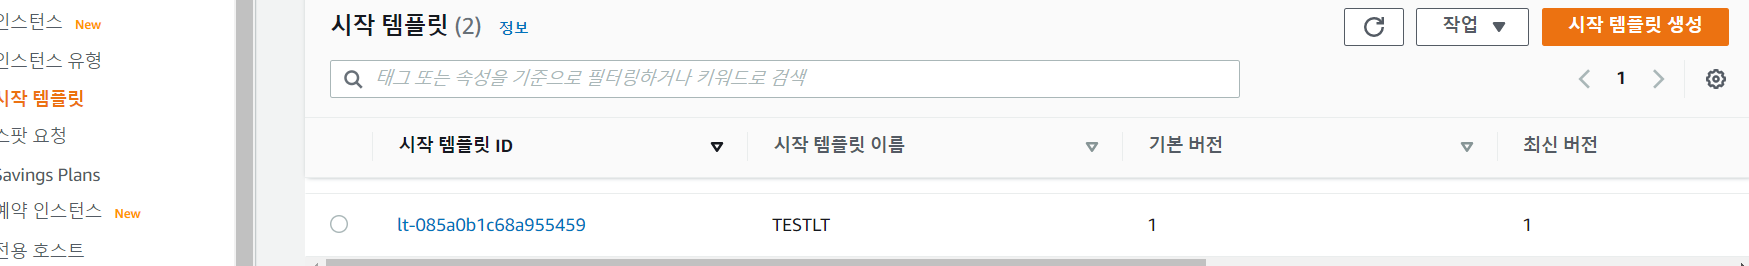 인스턴스 New
인스턴스 유형
시작 템플릿
스팟 요청
Savings Plans
예약 인스턴스 New
전용 호스트
시작 템플릿 (2) 정보
작업
시작 템플릿 생성
태그 또는 속성을 기준으로 필터링하거나 키워드로 검색
1
시작 템플릿 ID 시작 템플릿 이름 기본 버전 최신 버전
lt-085a0b1c68a955459 TESTLT 1 1